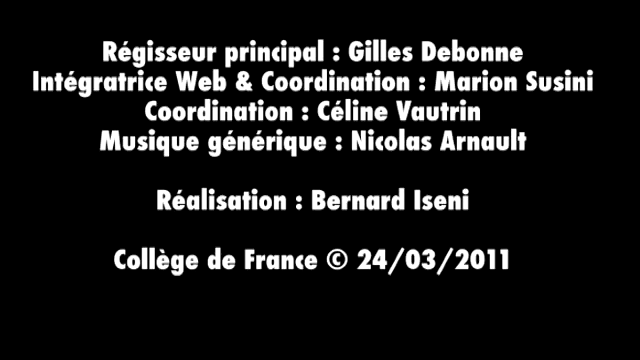 Régisseur principal : Gilles Debonne
Intégratrice Web & Coordination : Marion Susini
Coordination : Céline Vautrin
Musique générique : Nicolas Arnault
Réalisation : Bernard Iseni
Collège de France © 24/03/2011